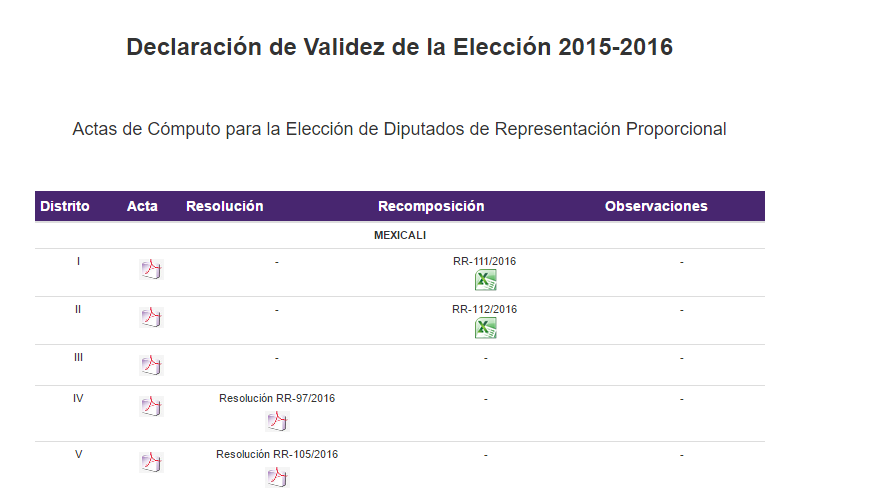 Declaración de Validez de la Elección 2015-2016
Actas de Cómputo para la Elección de Diputados de Representación Proporcional
Distrito Acta Resolución Recomposición Observaciones
MEXICALI
I - RR-111/2016 -
II - RR-112/2016 -
III - - -
IV Resolución RR-97/2016 - -
V Resolución RR-105/2016 - -